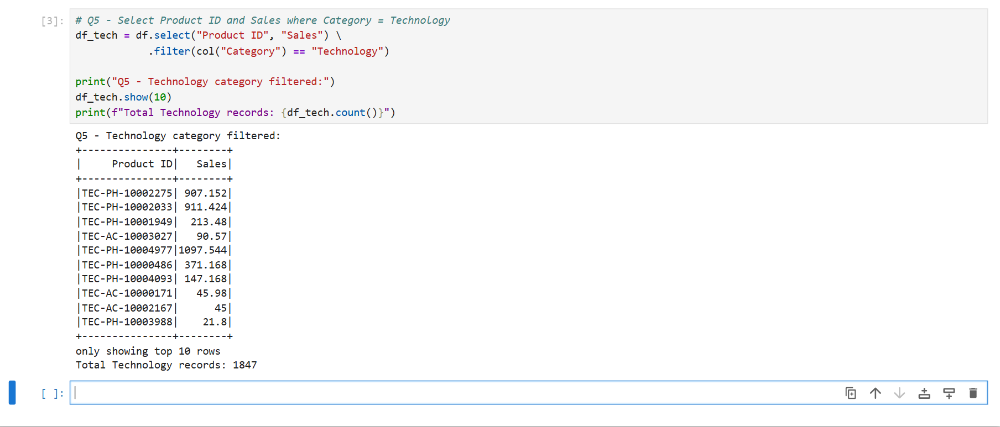 [3]: # Q5 - Select Product ID and Sales where Category = Technology
df_tech = df.select("Product ID", "Sales") \
            .filter(col("Category") == "Technology")

print("Q5 - Technology category filtered:")
df_tech.show(10)
print(f"Total Technology records: {df_tech.count()}")
Q5 - Technology category filtered:
+---------------+--------+
|     Product ID|   Sales|
+---------------+--------+
|TEC-PH-10002275| 907.152|
|TEC-PH-10002033| 911.424|
|TEC-PH-10001949|  213.48|
|TEC-AC-10003027|   90.57|
|TEC-PH-10004977|1097.544|
|TEC-PH-10000486| 371.168|
|TEC-PH-10004093| 147.168|
|TEC-AC-10000171|   45.98|
|TEC-AC-10002167|      45|
|TEC-PH-10003988|    21.8|
+---------------+--------+
only showing top 10 rows
Total Technology records: 1847
[ ]: